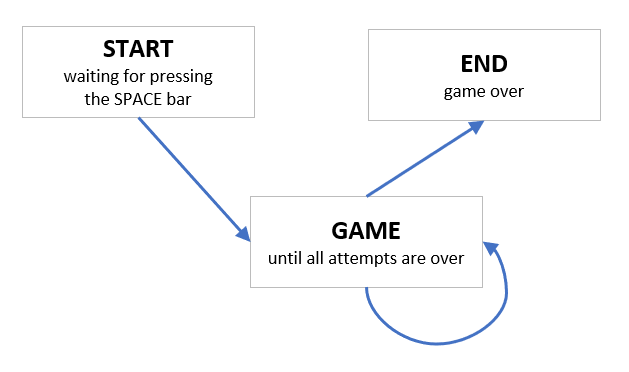 START
waiting for pressing
the SPACE bar
END
game over
GAME
until all attempts are over